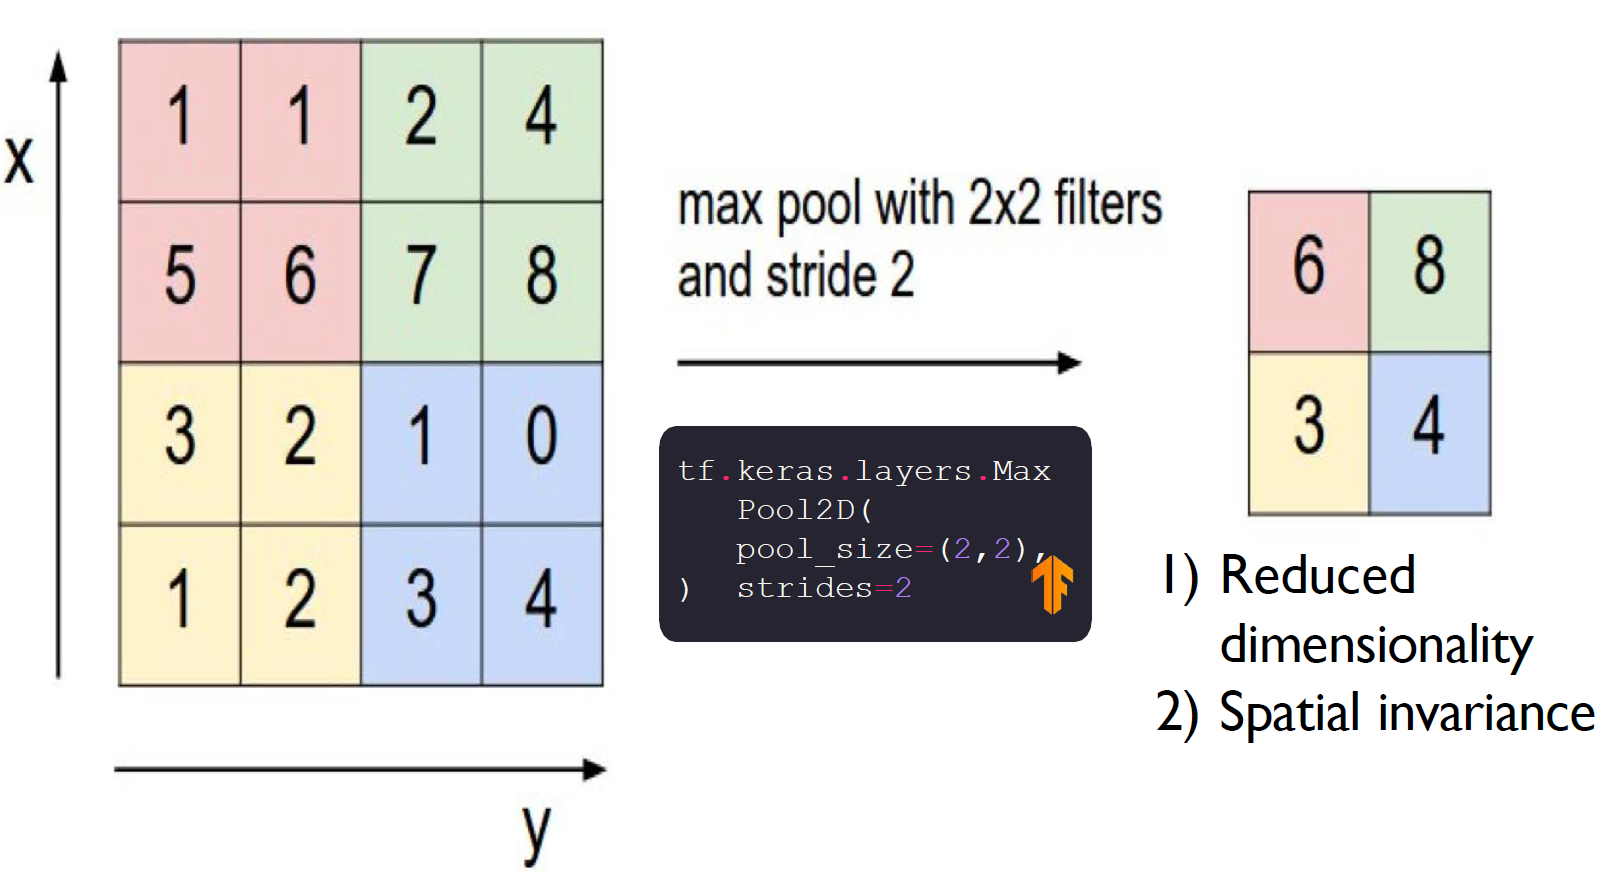 x
1 1 2 4
5 6 7 8
3 2 1 0
1 2 3 4
y
max pool with 2x2 filters
and stride 2
tf.keras.layers.Max
Pool2D(
pool_size=(2,2),
) strides=2
6 8
3 4
1) Reduced
dimensionality
2) Spatial invariance